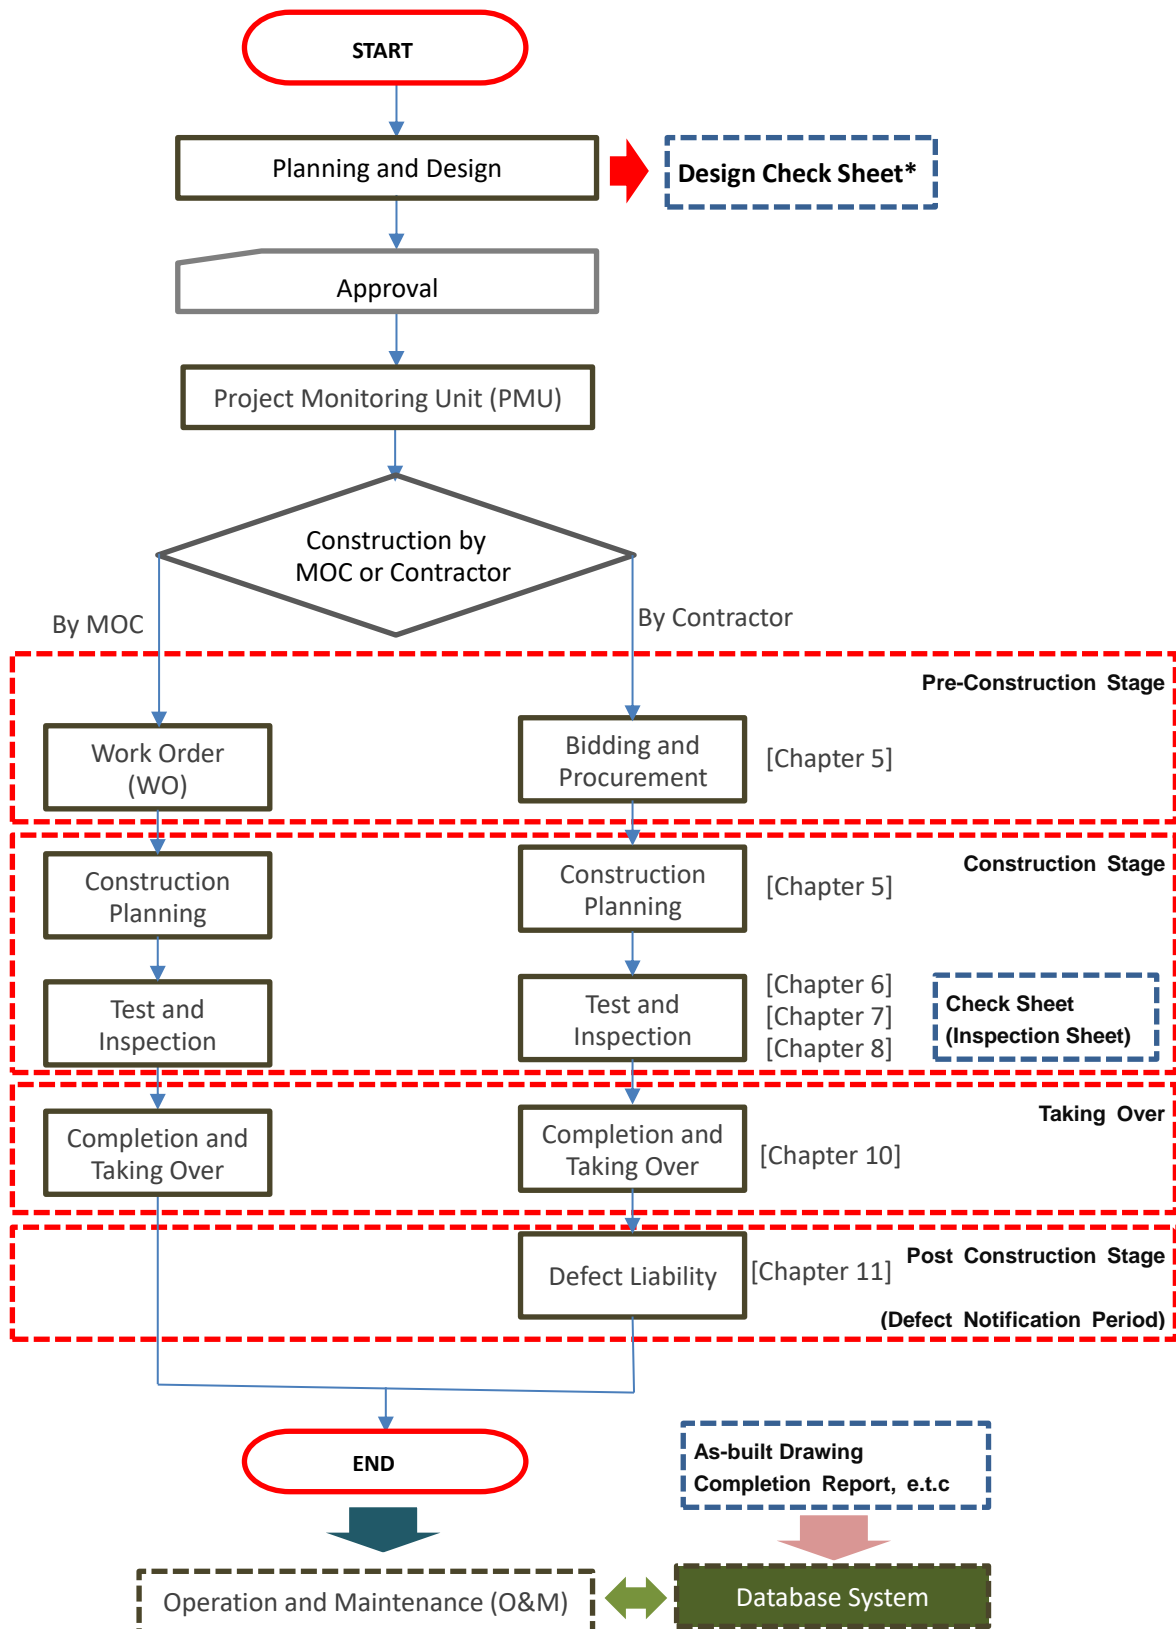 START
Planning and Design
Design Check Sheet*
Approval
Project Monitoring Unit (PMU)
Construction by
MOC or Contractor
By MOC
By Contractor
Pre-Construction Stage
Work Order
(WO)
Bidding and
Procurement
[Chapter 5]
Construction Stage
Construction
Planning
Construction
Planning
[Chapter 5]
Test and
Inspection
Test and
Inspection
[Chapter 6]
[Chapter 7]
[Chapter 8]
Check Sheet
(Inspection Sheet)
Taking Over
Completion and
Taking Over
Completion and
Taking Over
[Chapter 10]
Defect Liability
[Chapter 11]
Post Construction Stage
(Defect Notification Period)
END
As-built Drawing
Completion Report, e.t.c
Operation and Maintenance (O&M)
Database System